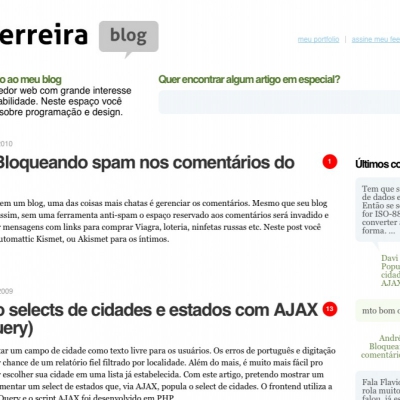 erreira blog
meu portfolio | assine meu fee
o ao meu blog
edor web com grande interesse
abilidade. Neste espaço você
sobre programação e design.
Quer encontrar algum artigo em especial?
2010
Bloqueando spam nos comentários do
1
em um blog, uma das coisas mais chatas é gerenciar os comentários. Mesmo que seu blog
ssim, sem uma ferramenta anti-spam o espaço reservado aos comentários será invadido e
r mensagens com links para comprar Viagra, loteria, ninfetas russas etc. Neste post você
utomattic Kismet, ou Akismet para os íntimos.
2009
o selects de cidades e estados com AJAX
uery)
13
tar um campo de cidade como texto livre para os usuários. Os erros de português e digitação
r chance de um relatório fiel filtrado por localidade. Além do mais, é muito mais fácil pro
r escolher sua cidade em uma lista já estabelecida. Com este artigo, pretendo mostrar um
mentar um select de estados que, via AJAX, popula o select de cidades. O frontend utiliza a
Query e o script AJAX foi desenvolvido em PHP.
Últimos co
Tem que s
de dados e
Então se s
for ISO-88
converter
forma. ...
Davi
Popu
cidad
AJAX
mto bom o
André
Bloquea
comentário
Fala Flavio
rola muito
falou, já es